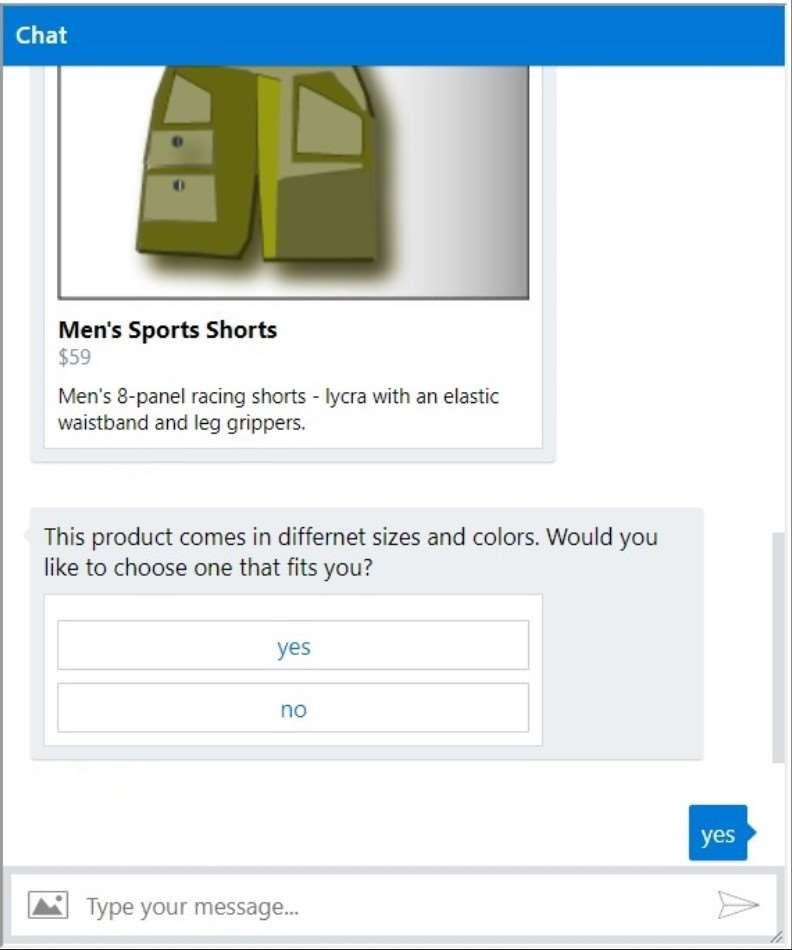 Chat
Men's Sports Shorts
$59
Men's 8-panel racing shorts - lycra with an elastic
waistband and leg grippers.
This product comes in differnet sizes and colors. Would you
like to choose one that fits you?
yes
no
yes
Type your message...